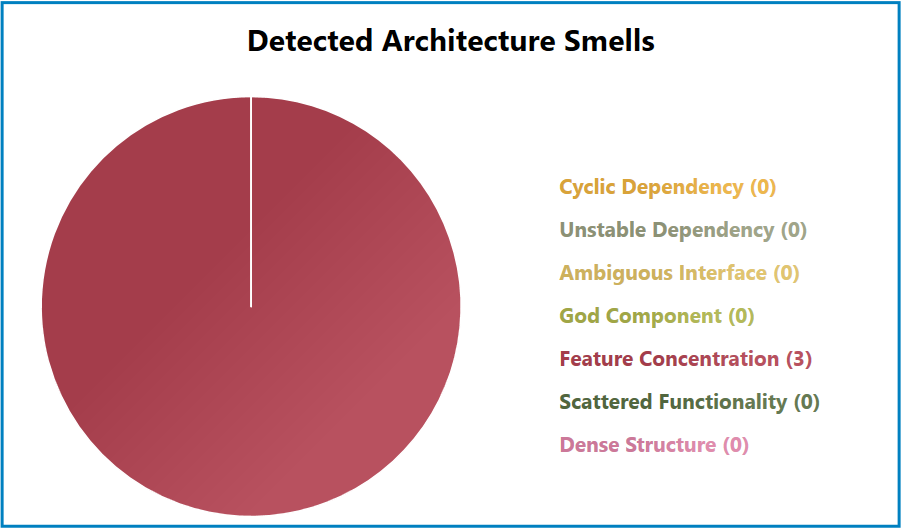 Detected Architecture Smells
Cyclic Dependency (0)
Unstable Dependency (0)
Ambiguous Interface (0)
God Component (0)
Feature Concentration (3)
Scattered Functionality (0)
Dense Structure (0)